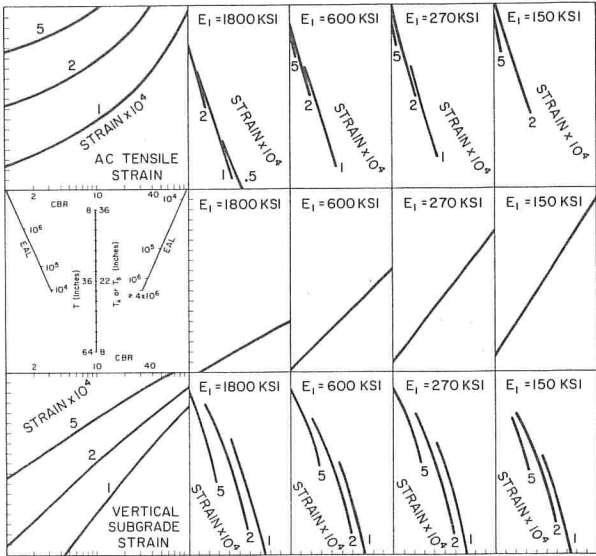 5
2
1
STRAIN×10⁴
AC TENSILE
STRAIN
E₁=1800 KSI
2
1
.5
STRAIN×10⁴
E₁=600 KSI
5
2
1
STRAIN×10⁴
E₁=270 KSI
5
2
1
STRAIN×10⁴
E₁=150 KSI
5
2
STRAIN×10⁴
2
10
40 80
CBR
10⁴
10⁶
EAL
10⁵
10⁴
8 36
T (Inches)
36 22
T₄ or T₅ (Inches)
64 8
EAL
10⁵
10⁶
≥ 4x10⁶
2
10
CBR
40
E₁=1800 KSI
E₁=600 KSI
E₁=270 KSI
E₁=150 KSI
STRAIN×10⁴
5
2
1
VERTICAL
SUBGRADE
STRAIN
E₁=1800 KSI
5
2
1
STRAIN×10⁴
E₁=600 KSI
5
2
1
STRAIN×10⁴
E₁=270 KSI
5
2
1
STRAIN×10⁴
E₁=150 KSI
5
2
1
STRAIN×10⁴